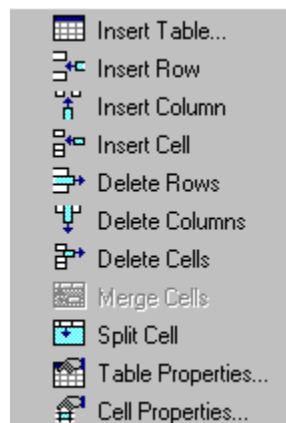 Insert Table...
Insert Row
Insert Column
Insert Cell
Delete Rows
Delete Columns
Delete Cells
Merge Cells
Split Cell
Table Properties...
Cell Properties...